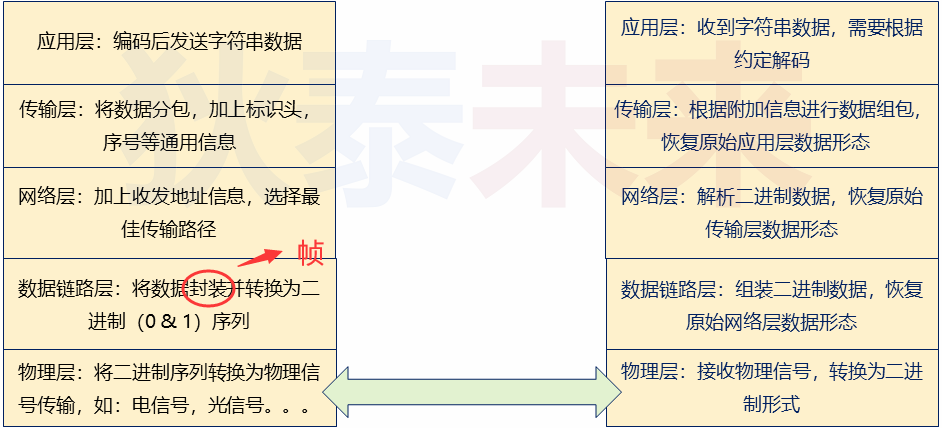 应用层：编码后发送字符串数据
传输层：将数据分包，加上标识头，
序号等通用信息
网络层：加上收发地址信息，选择最
佳传输路径
帧
数据链路层：将数据封装并转换为二
进制（0 & 1）序列
物理层：将二进制序列转换为物理信
号传输，如：电信号，光信号。。。
应用层：收到字符串数据，需要根据
约定解码
传输层：根据附加信息进行数据组包，
恢复原始应用层数据形态
网络层：解析二进制数据，恢复原始
传输层数据形态
数据链路层：组装二进制数据，恢复
原始网络层数据形态
物理层：接收物理信号，转换为二进
制形式
狄泰未来